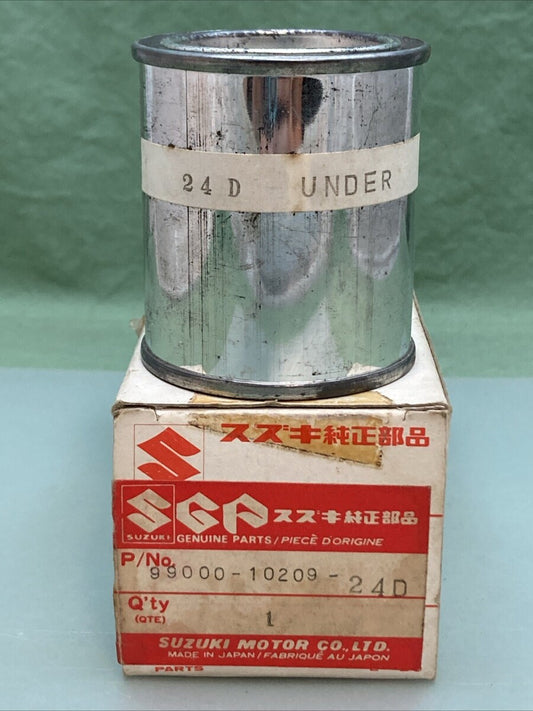 24D UNDER
スズキ純正部品
SGP スズキ純正部品
SUZUKI GENUINE PARTS/PIECÈ D'ORIGINE
P/No. 99000-10209-24D
Q'ty 1
(QTE)
SUZUKI MOTOR CO.,LTD.
MADE IN JAPAN/FABRIQUÉ AU JAPON
PARTS